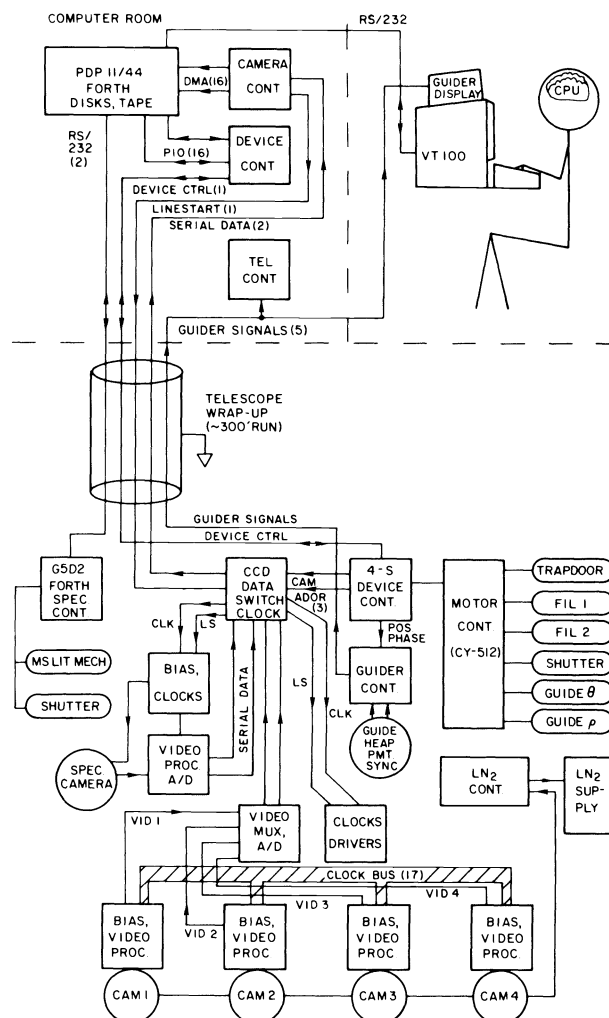 COMPUTER ROOM
RS/232
PDP 11/44
FORTH
DISKS, TAPE
DMA(16)
CAMERA
CONT
GUIDER
DISPLAY
CPU
VT100
RS/
232
(2)
PIO(16)
DEVICE
CONT
DEVICE CTRL(1)
LINESTART(1)
SERIAL DATA(2)
TEL
CONT
GUIDER SIGNALS(5)
TELESCOPE
WRAP-UP
(~300'RUN)
GUIDER SIGNALS
DEVICE CTRL
G5D2
FORTH
SPEC
CONT
CCD
DATA
SWITCH
CLOCK
CAM
ADOR(3)
4-S
DEVICE
CONT.
MOTOR
CONT.
(CY-512)
TRAPDOOR
FIL 1
FIL 2
SHUTTER
GUIDE θ
GUIDE ρ
CLK
LS
POS
PHASE
MSLIT MECH
SHUTTER
BIAS,
CLOCKS
SERIAL DATA
LS
CLK
GUIDER
CONT.
GUIDE
HEAP
PMT
SYNC
SPEC.
CAMERA
VIDEO
PROC.
A/D
LN2
CONT
LN2
SUP-
PLY
VID 1
VIDEO
MUX,
A/D
CLOCKS
DRIVERS
CLOCK BUS (17)
VID 2
VID 3
VID 4
BIAS,
VIDEO
PROC.
BIAS,
VIDEO
PROC
BIAS,
VIDEO
PROC.
BIAS,
VIDEO
PROC.
CAM 1
CAM 2
CAM 3
CAM 4